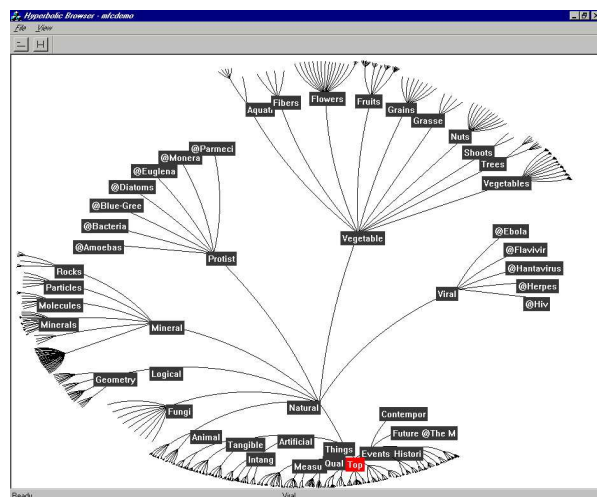 Hyperbolic Browser - mfcdemo
File View
Aquati
Fibers
Flowers
Fruits
Grains
Grasse
Nuts
Shoots
Trees
Vegetables
@Parmeci
@Monera
@Euglena
@Diatoms
@Blue-Gree
@Bacteria
@Amoebas
Protist
Vegetable
@Ebola
@Flavivir
@Hantavirus
@Herpes
@Hiv
Viral
Rocks
Particles
Molecules
Minerals
Mineral
Geometry
Logical
Fungi
Natural
Animal
Tangible
Intang
Artificial
Things
Measu
Qual
Top
Contempor
Future @The M
Events
Histori
Ready
Viral